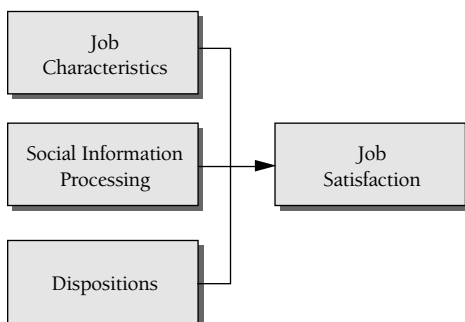 Job
Characteristics
Social Information
Processing
Job
Satisfaction
Dispositions